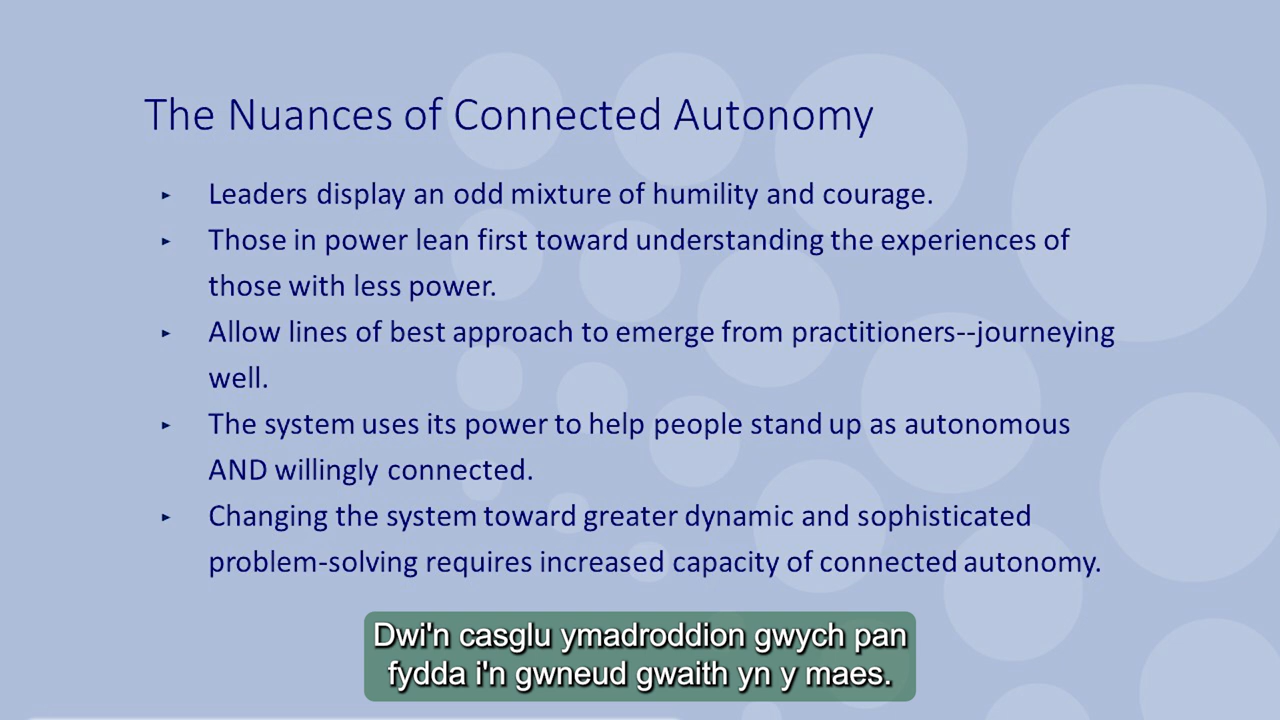 The Nuances of Connected Autonomy
▸ Leaders display an odd mixture of humility and courage.
▸ Those in power lean first toward understanding the experiences of
those with less power.
▸ Allow lines of best approach to emerge from practitioners--journeying
well.
▸ The system uses its power to help people stand up as autonomous
AND willingly connected.
▸ Changing the system toward greater dynamic and sophisticated
problem-solving requires increased capacity of connected autonomy.
Dwi'n casglu ymadroddion gwych pan
fydda i'n gwneud gwaith yn y maes.